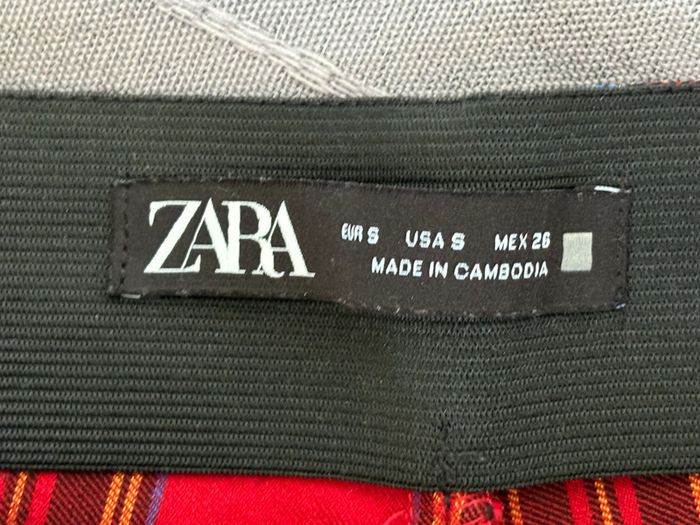 ZARA
EUR S USA S MEX 26
MADE IN CAMBODIA